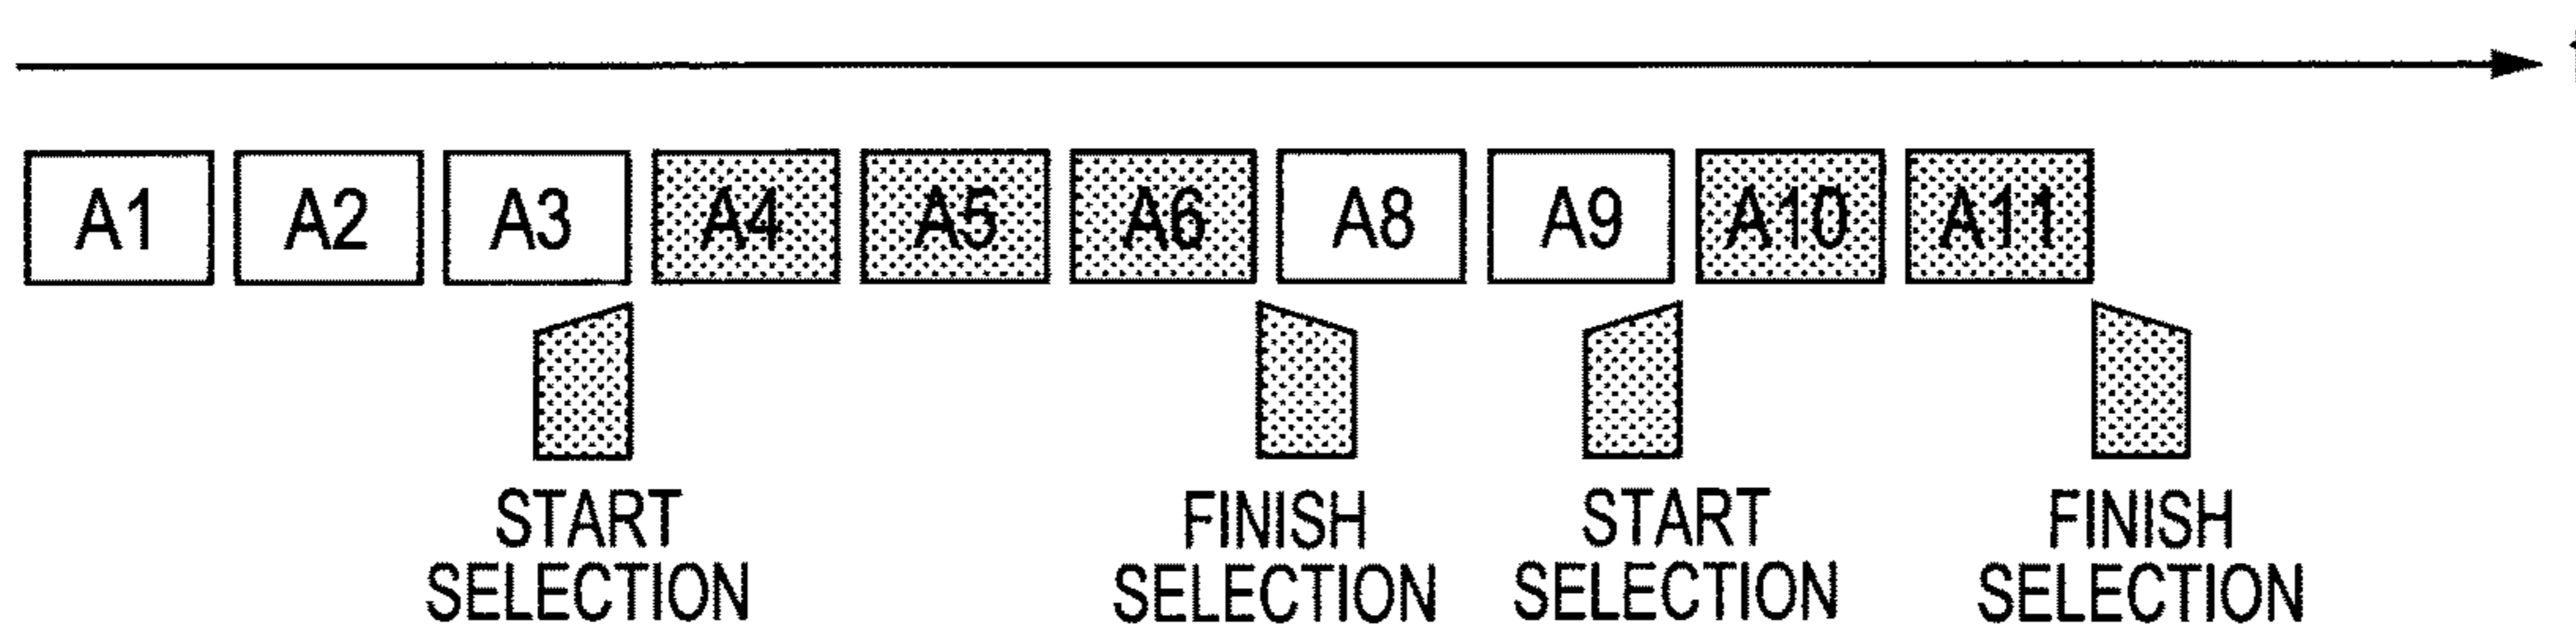 A1 A2 A3 A4 A5 A6 A8 A9 A10 A11
START SELECTION
FINISH SELECTION
START SELECTION
FINISH SELECTION